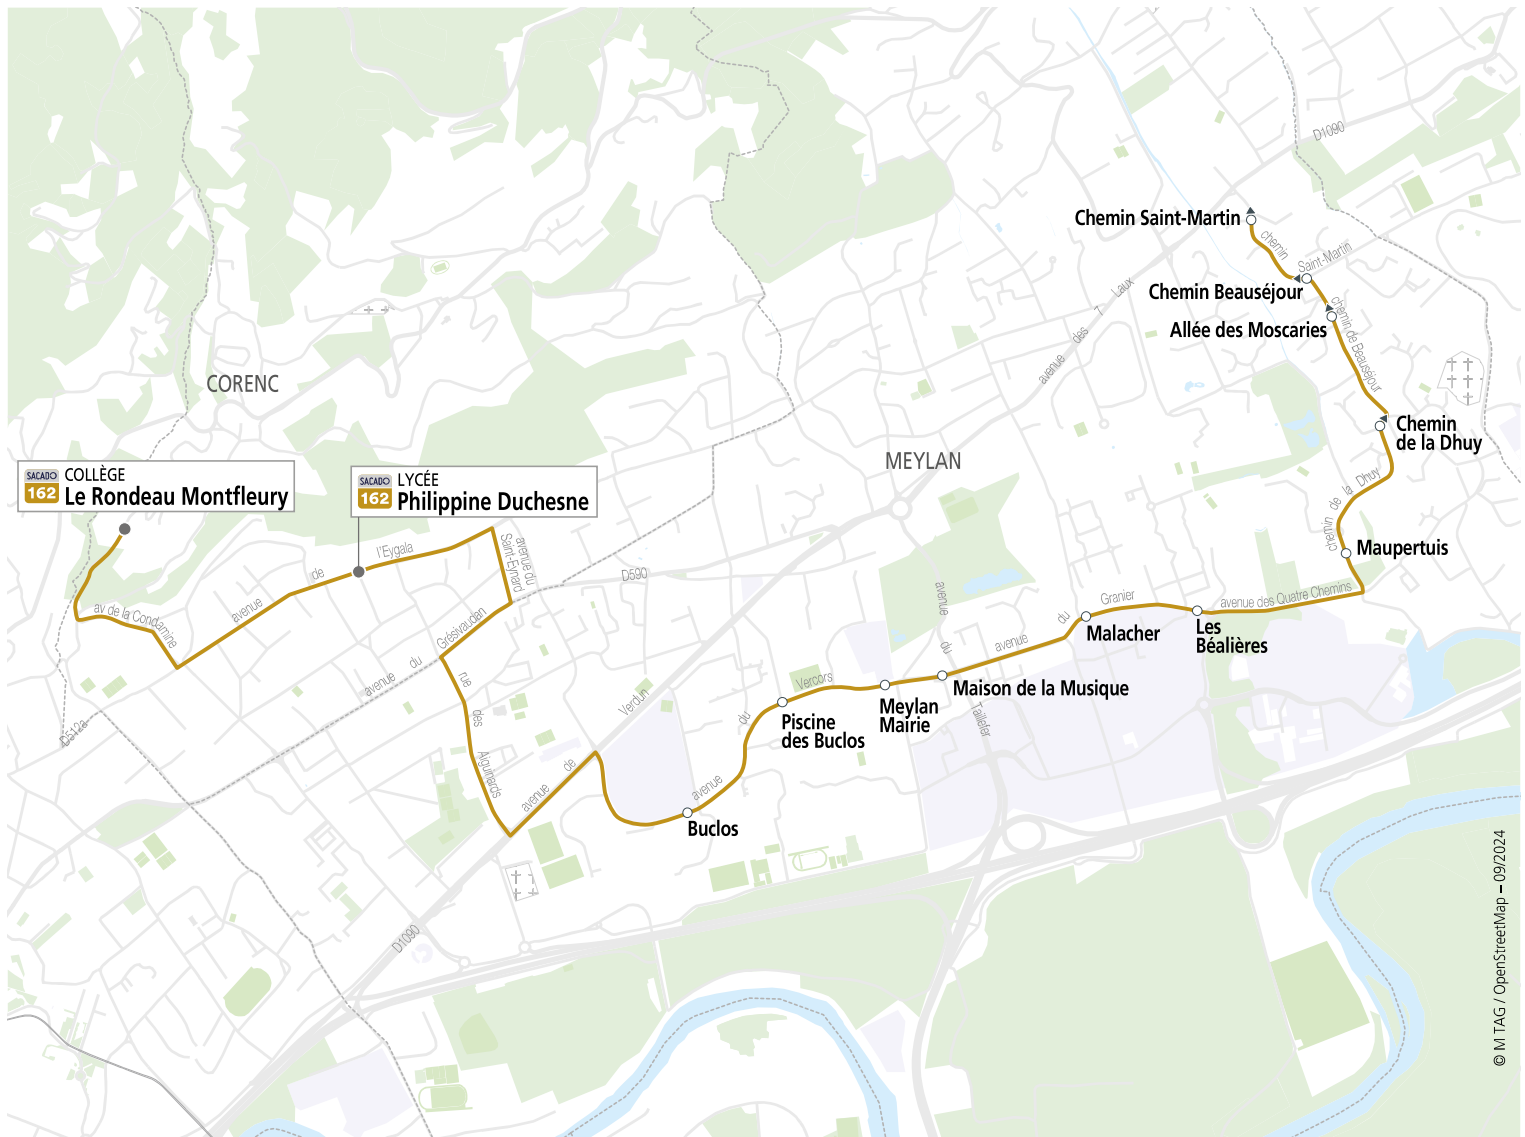 D1090
Chemin Saint-Martin
chemin
Saint-Martin
Chemin Beauséjour
Allée des Moscaries
chemin de Beauséjour
avenue des 7 Laux
CORENC
Chemin
de la Dhuy
MEYLAN
SACADO
162
COLLÈGE
Le Rondeau Montfleury
SACADO
162
LYCÉE
Philippine Duchesne
chemin de la Dhuy
avenue de l'Eygala
avenue du
Saint-Eynard
Maupertuis
D590
av de la Condamine
avenue du Grésivaudan
avenue du Taillefer
avenue du Granier
avenue des Quatre Chemins
Malacher
Les
Béalières
rue des Aiguinards
avenue du Vercors
Maison de la Musique
Meylan
Mairie
Piscine
des Buclos
avenue de Verdun
D512a
Buclos
D1090
© M TAG / OpenStreetMap – 09/2024